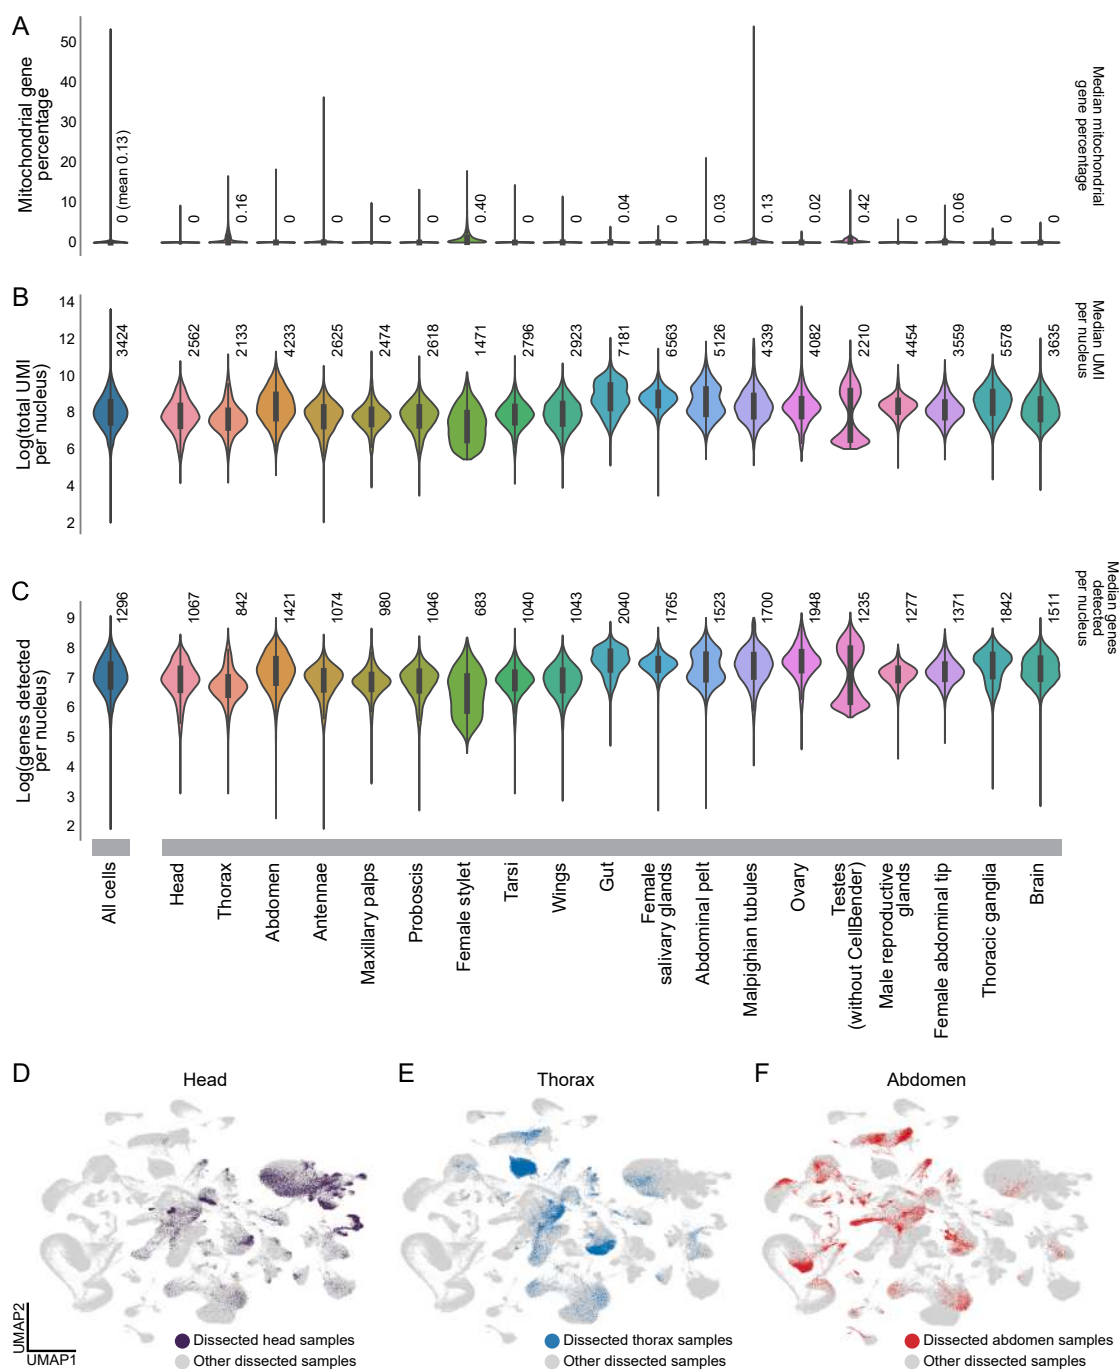 A
Mitochondrial gene
percentage
50
40
30
20
10
0
0 (mean 0.13)
0
0.16
0
0
0
0
0.40
0
0
0.04
0
0.03
0.13
0.02
0.42
0
0.06
0
0
Median mitochondrial
gene percentage
B
Log(total UMI
per nucleus)
14
12
10
8
6
4
2
3424
2562
2133
4233
2625
2474
2618
1471
2796
2923
7181
6563
5126
4339
4082
2210
4454
3559
5578
3635
Median UMI
per nucleus
C
Log(genes detected
per nucleus)
9
8
7
6
5
4
3
2
1296
1067
842
1421
1074
980
1046
683
1040
1043
2040
1765
1523
1700
1948
1235
1277
1371
1842
1511
Median genes
detected
per nucleus
All cells
Head
Thorax
Abdomen
Antennae
Maxillary palps
Proboscis
Female stylet
Tarsi
Wings
Gut
Female
salivary glands
Abdominal pelt
Malpighian tubules
Ovary
Testes
(without CellBender)
Male reproductive
glands
Female abdominal tip
Thoracic ganglia
Brain
D
Head
UMAP2
UMAP1
Dissected head samples
Other dissected samples
E
Thorax
Dissected thorax samples
Other dissected samples
F
Abdomen
Dissected abdomen samples
Other dissected samples